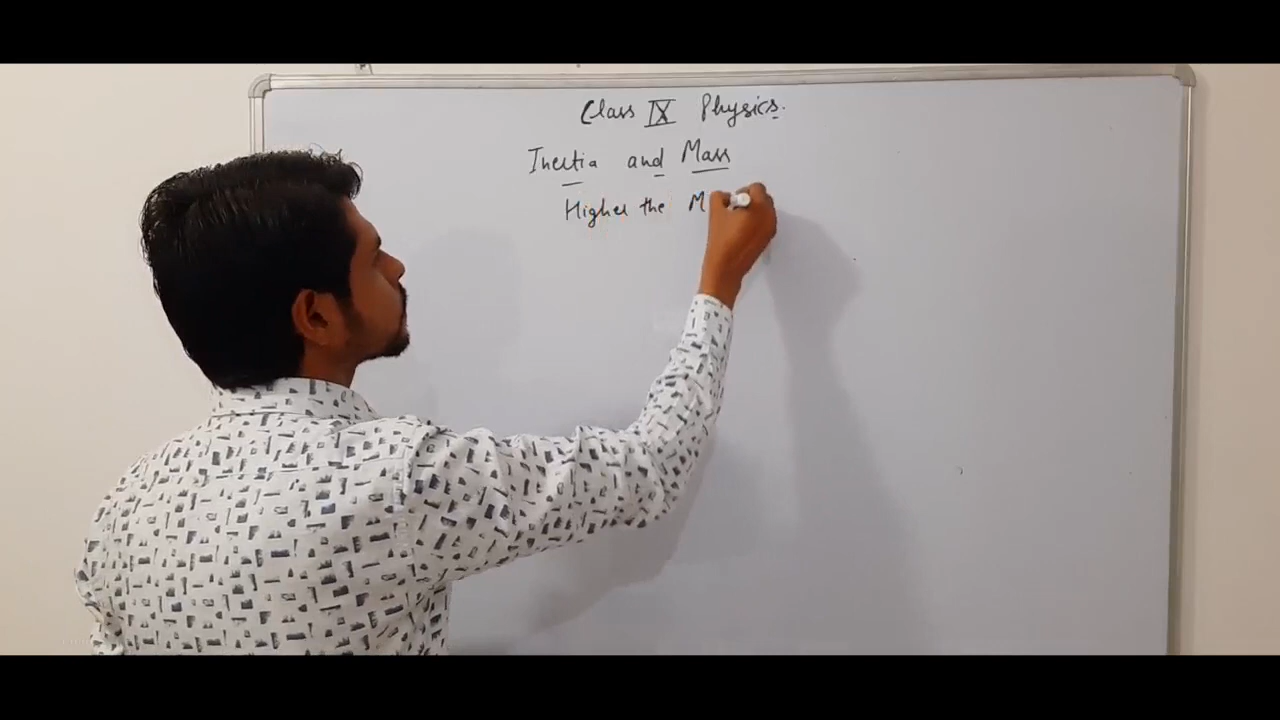 Class IX Physics.
Inertia and Mass
Higher the M